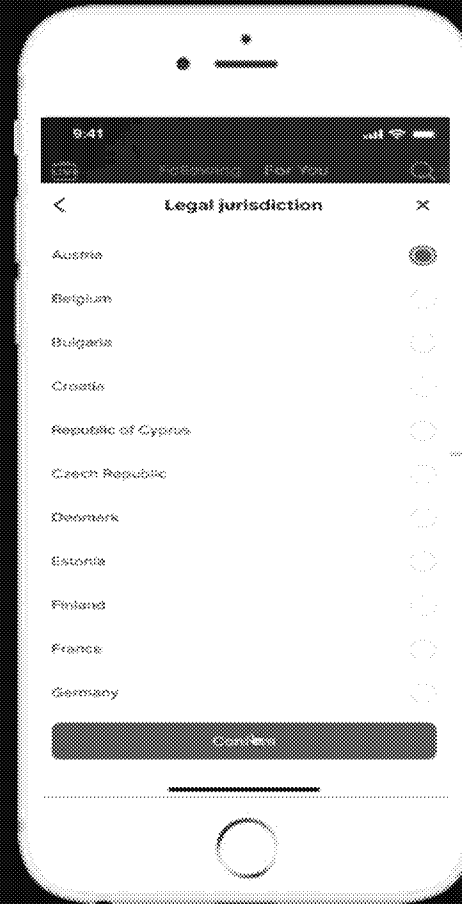 9:41
LIVE Following For You
Legal jurisdiction
Austria
Belgium
Bulgaria
Croatia
Republic of Cyprus
Czech Republic
Denmark
Estonia
Finland
France
Germany
Confirm